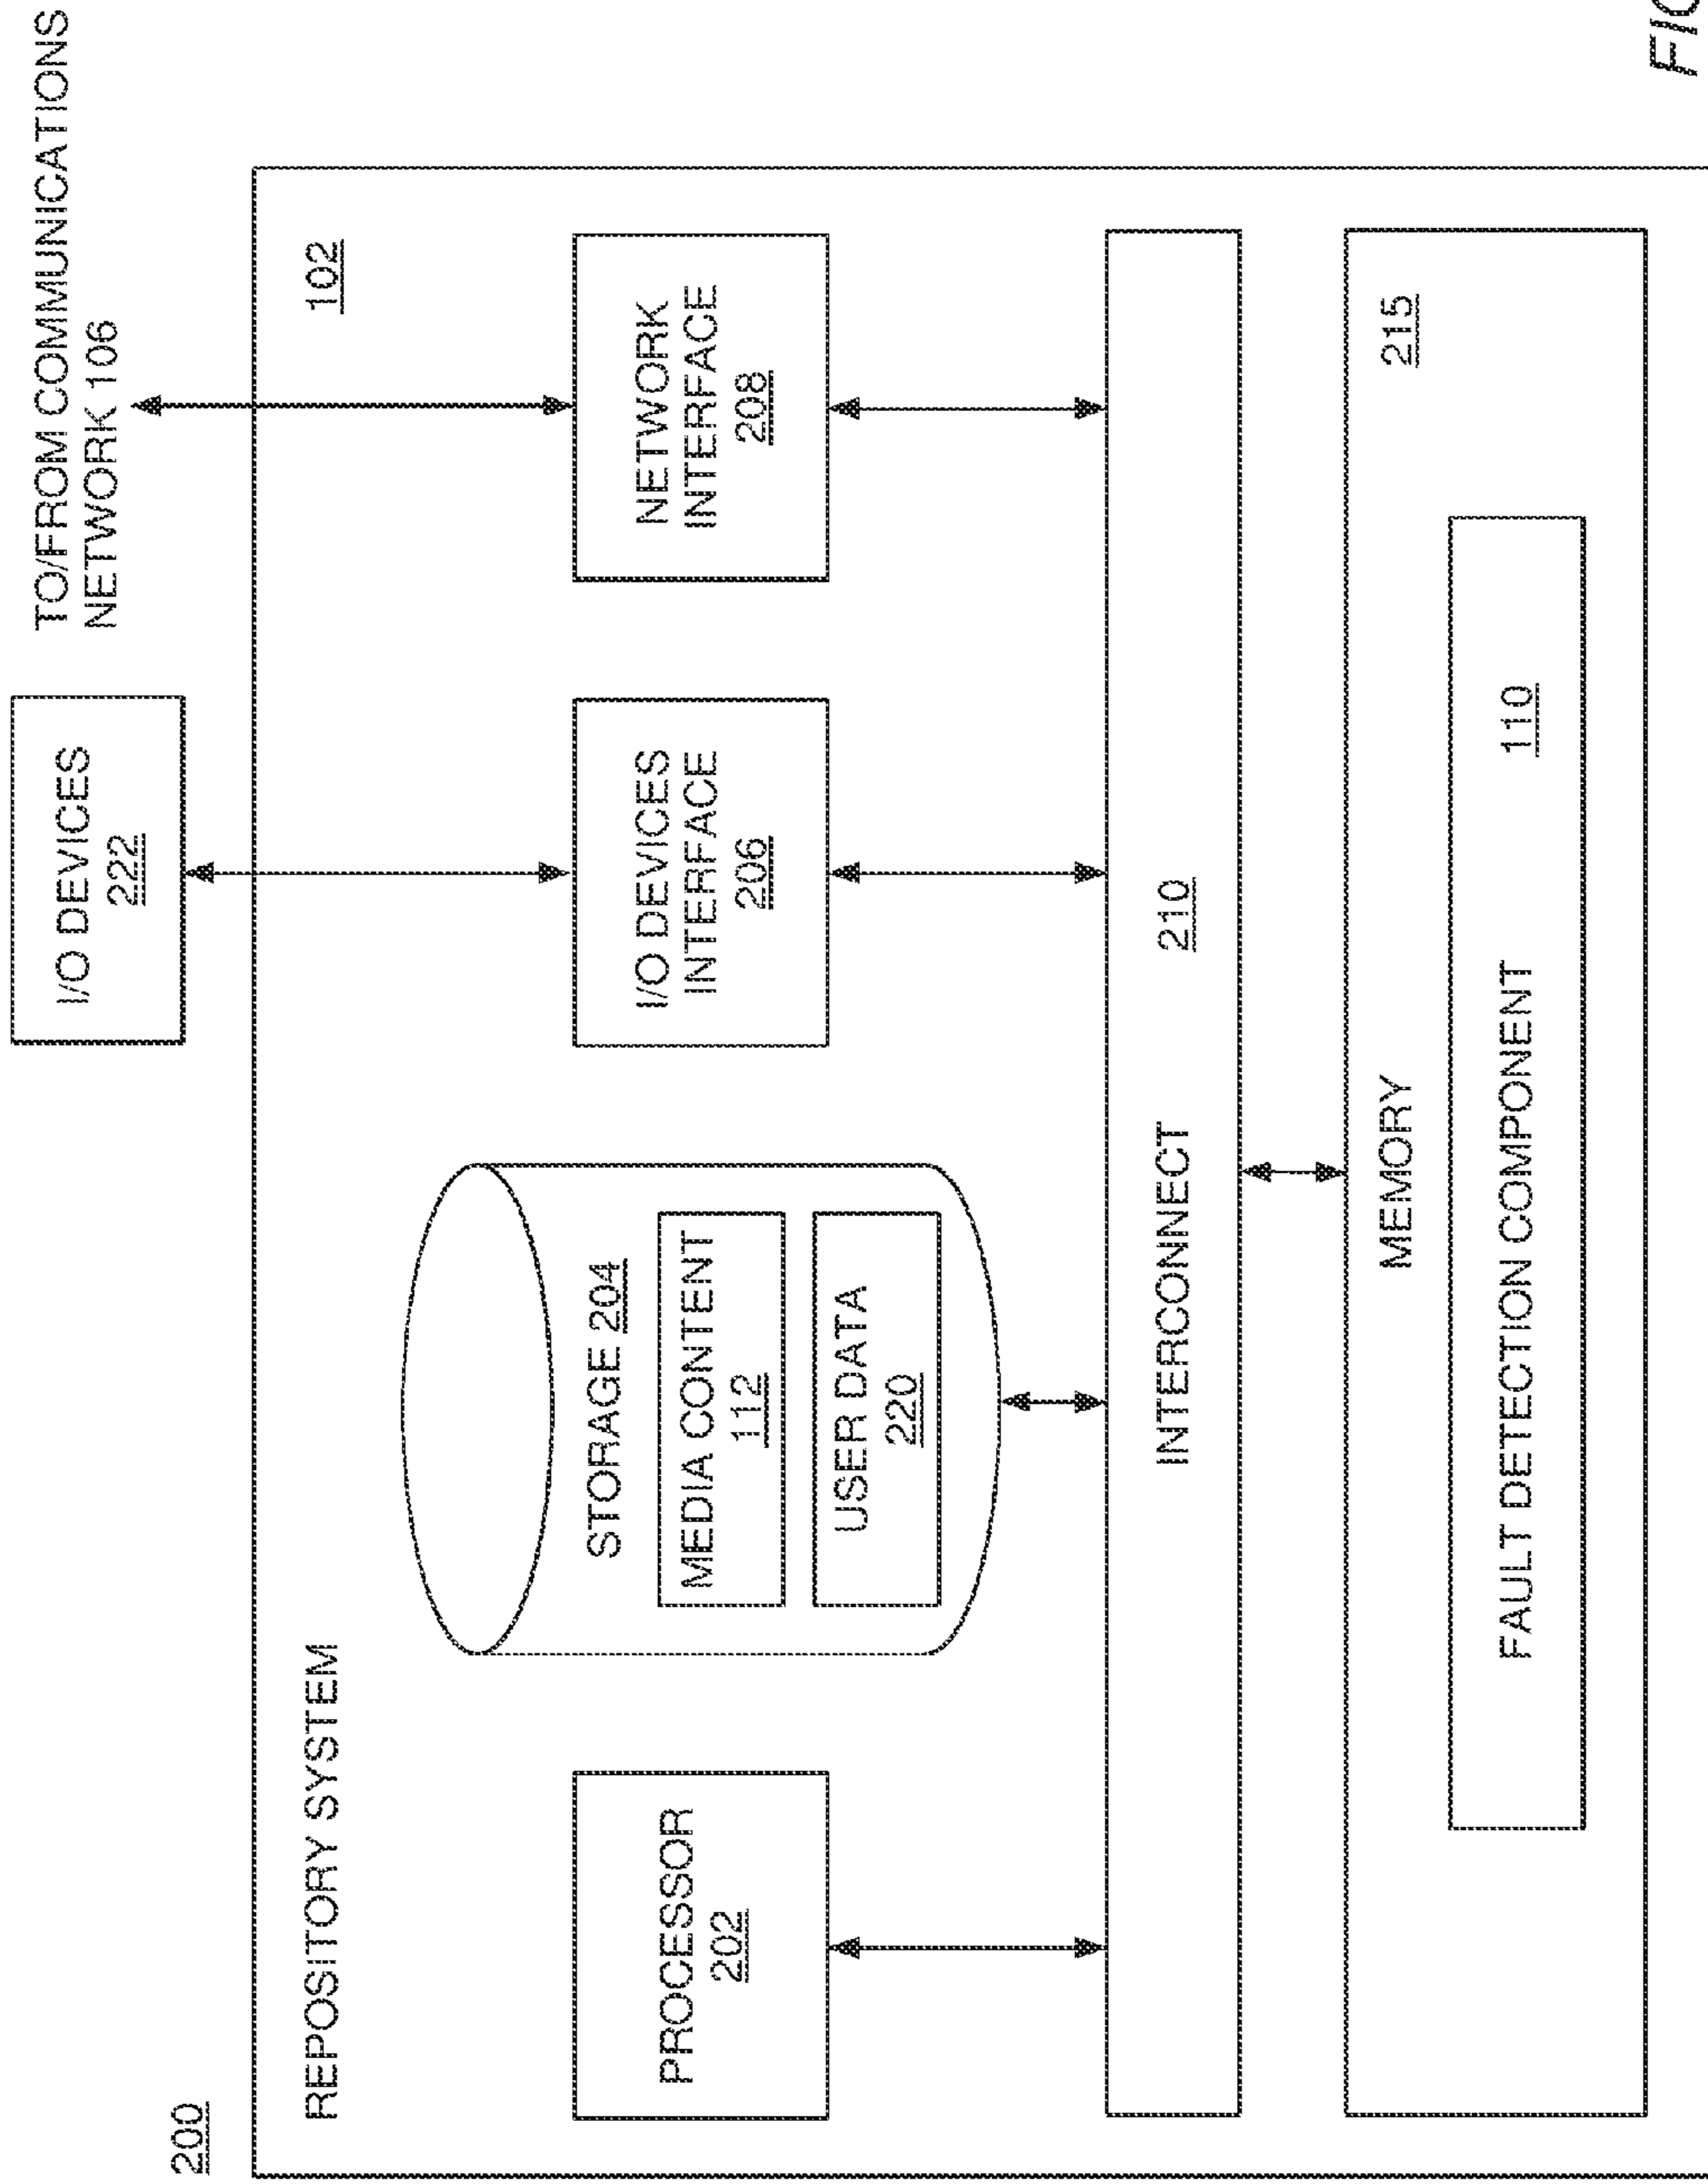 200
I/O DEVICES
222
TO/FROM COMMUNICATIONS
NETWORK 106
REPOSITORY SYSTEM
102
PROCESSOR
202
STORAGE 204
MEDIA CONTENT
112
USER DATA
220
I/O DEVICES
INTERFACE
206
NETWORK
INTERFACE
208
INTERCONNECT
210
MEMORY
215
FAULT DETECTION COMPONENT
110